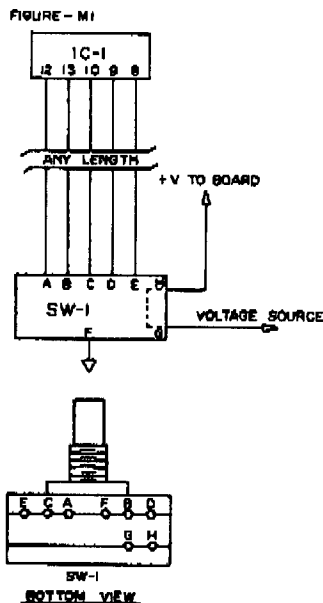 FIGURE - M1
IC-1
12 13 10 9 8
ANY LENGTH
+V TO BOARD
A B C D E H
SW-1
F
G
VOLTAGE SOURCE
E C A F B D
G H
SW-1
BOTTOM VIEW